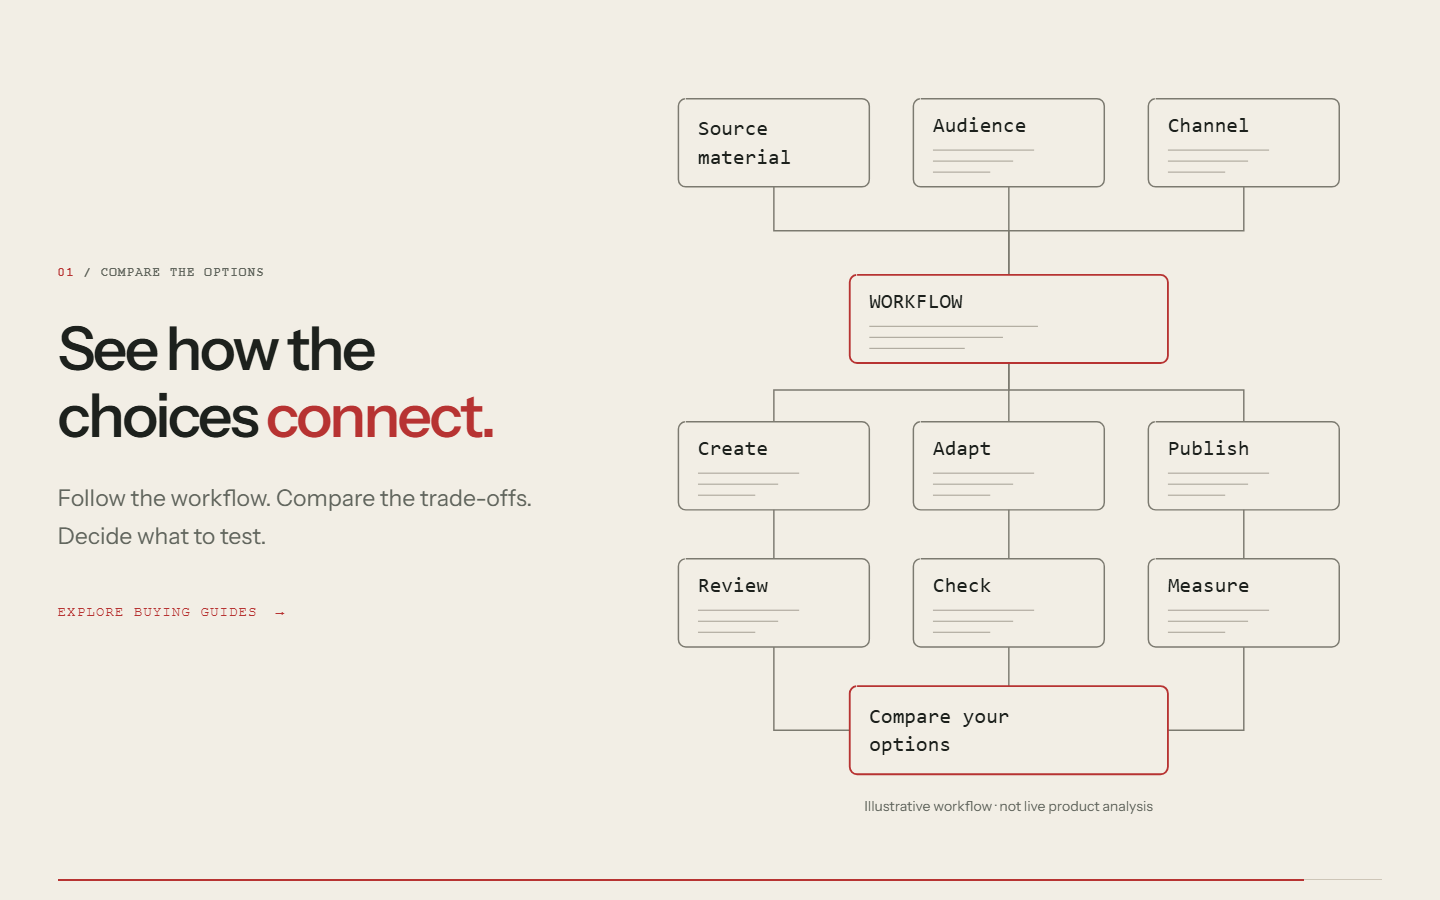 01 / COMPARE THE OPTIONS
See how the
choices connect.
Follow the workflow. Compare the trade-offs.
Decide what to test.
EXPLORE BUYING GUIDES →
Source
material
Audience
Channel
WORKFLOW
Create
Adapt
Publish
Review
Check
Measure
Compare your
options
Illustrative workflow · not live product analysis